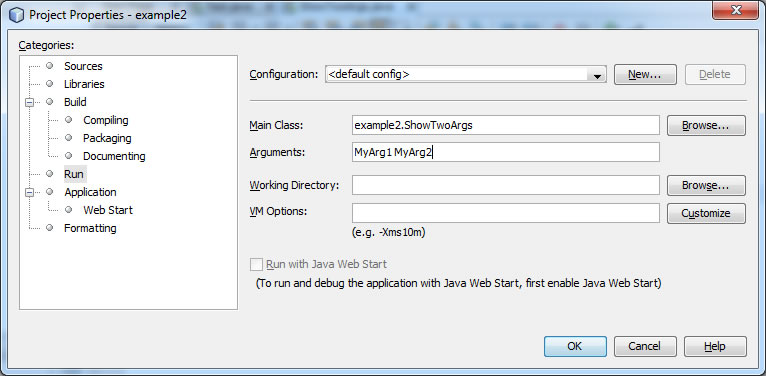 Project Properties - example2
Categories:
Sources
Libraries
Build
Compiling
Packaging
Documenting
Run
Application
Web Start
Formatting
Configuration: <default config> New... Delete
Main Class: example2.ShowTwoArgs Browse...
Arguments: MyArg1 MyArg2
Working Directory: Browse...
VM Options: Customize
(e.g. -Xms10m)
Run with Java Web Start
(To run and debug the application with Java Web Start, first enable Java Web Start)
OK Cancel Help